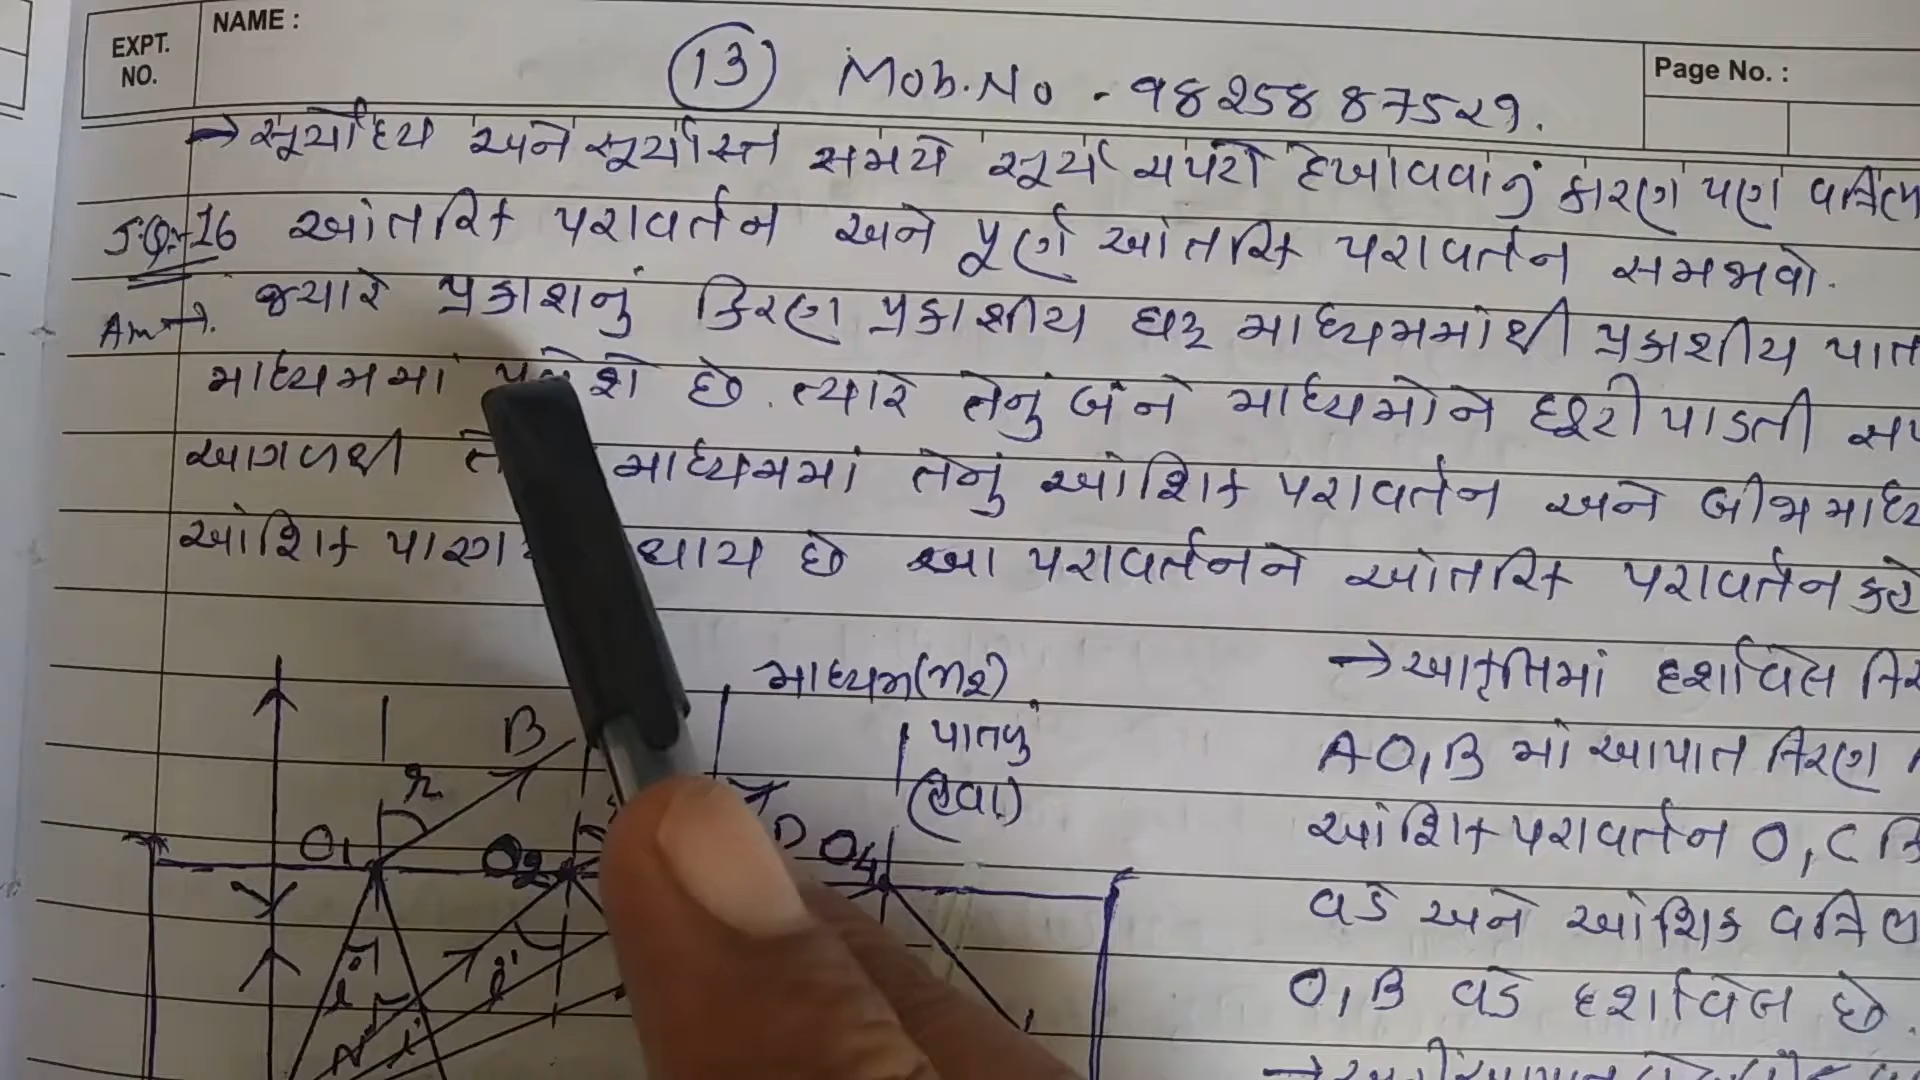 EXPT. NO.
NAME :
Page No. :
13 Mob.No - 9825887529.
→ સૂર્યોદય અને સૂર્યાસ્ત સમયે સૂર્ય ચપટો દેખાવવાનું કારણ પણ
S.Q:-16 આંતરિક પરાવર્તન અને પૂર્ણ આંતરિક પરાવર્તન સમજાવો.
Ans→. જ્યારે પ્રકાશનું કિરણ પ્રકાશીય ઘટ્ટ માધ્યમમાંથી પ્રકાશીય
માધ્યમમાં પ્રવેશે છે. ત્યારે તેનું બંને માધ્યમોને છૂટી પાડતી
આગળથી માધ્યમમાં તેનું આંશિક પરાવર્તન અને
આંશિક થાય છે આ પરાવર્તનને આંતરિક પરાવર્તન
માધ્યમ(n2)
→ આકૃતિમાં દર્શાવેલ
પાતળુ
(હવા)
B
r
O1
O2
D
O4
i
i'
N
AO1B માં આપાત કિરણ
આંશિક પરાવર્તન O1C
વડે અને આંશિક
O1B વડે દર્શાવેલ છે.